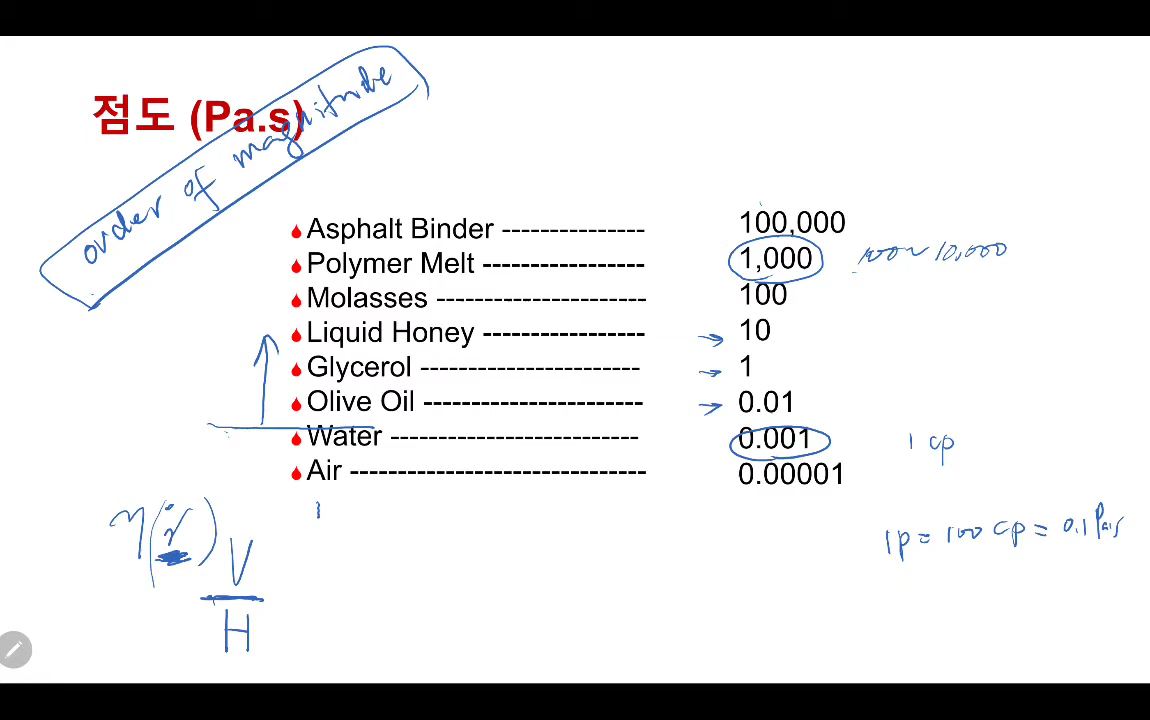 점도 (Pa.s)
order of magnitude
Asphalt Binder --------------- 100,000
Polymer Melt ----------------- 1,000 ~ 10,000
Molasses ---------------------- 100
Liquid Honey ----------------- → 10
Glycerol ----------------------- → 1
Olive Oil ----------------------- → 0.01
Water -------------------------- 0.001 1 cp
Air ------------------------------- 0.00001
η(γ̇) V
H
1p = 100 cp = 0.1 Pa.s